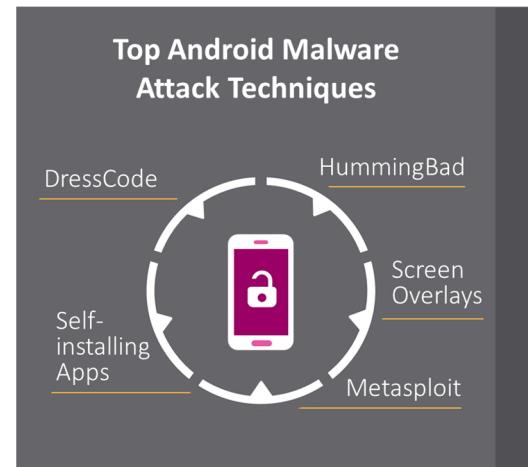 Top Android Malware
Attack Techniques
DressCode
HummingBad
Screen
Overlays
Self-
installing
Apps
Metasploit